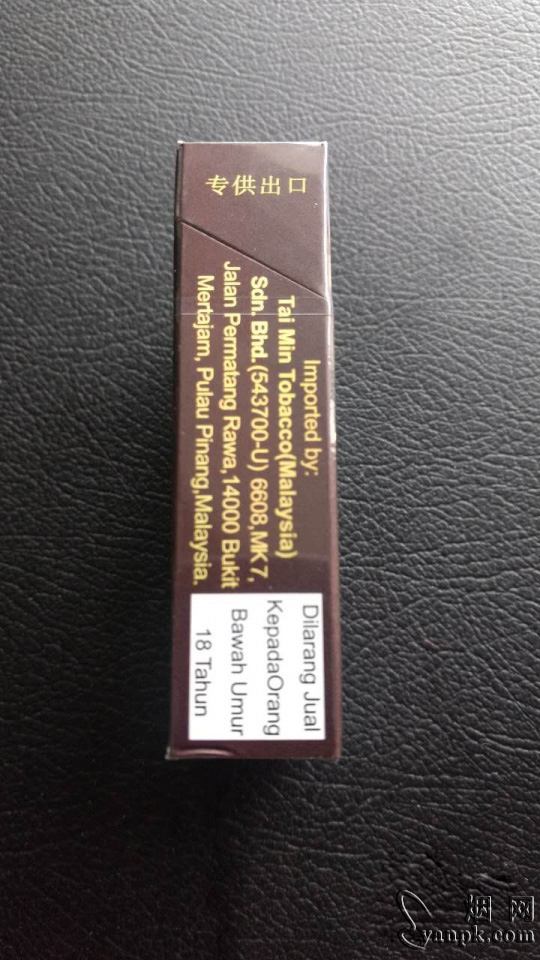 专供出口
Imported by:
Tai Min Tobacco(Malaysia)
Sdn. Bhd.(543700-U) 6608,MK7,
Jalan Permatang Rawa,14000 Bukit
Mertajam, Pulau Pinang,Malaysia.
Dilarang Jual
KepadaOrang
Bawah Umur
18 Tahun
烟网
yanpk.com